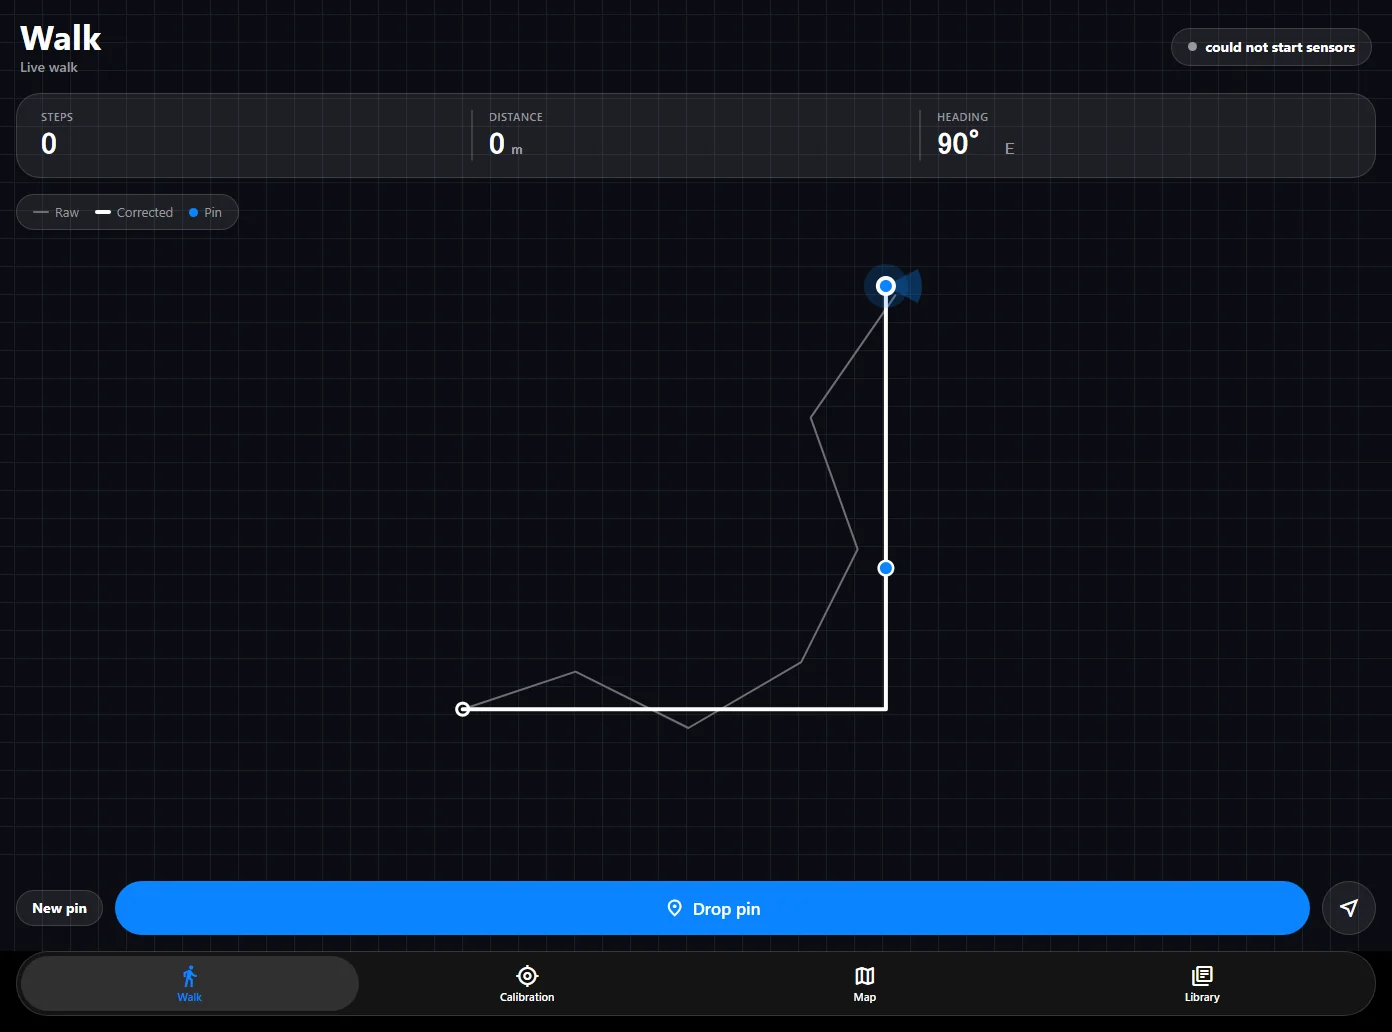 Walk
Live walk
could not start sensors
STEPS
0
DISTANCE
0 m
HEADING
90° E
Raw
Corrected
Pin
New pin
Drop pin
Walk
Calibration
Map
Library